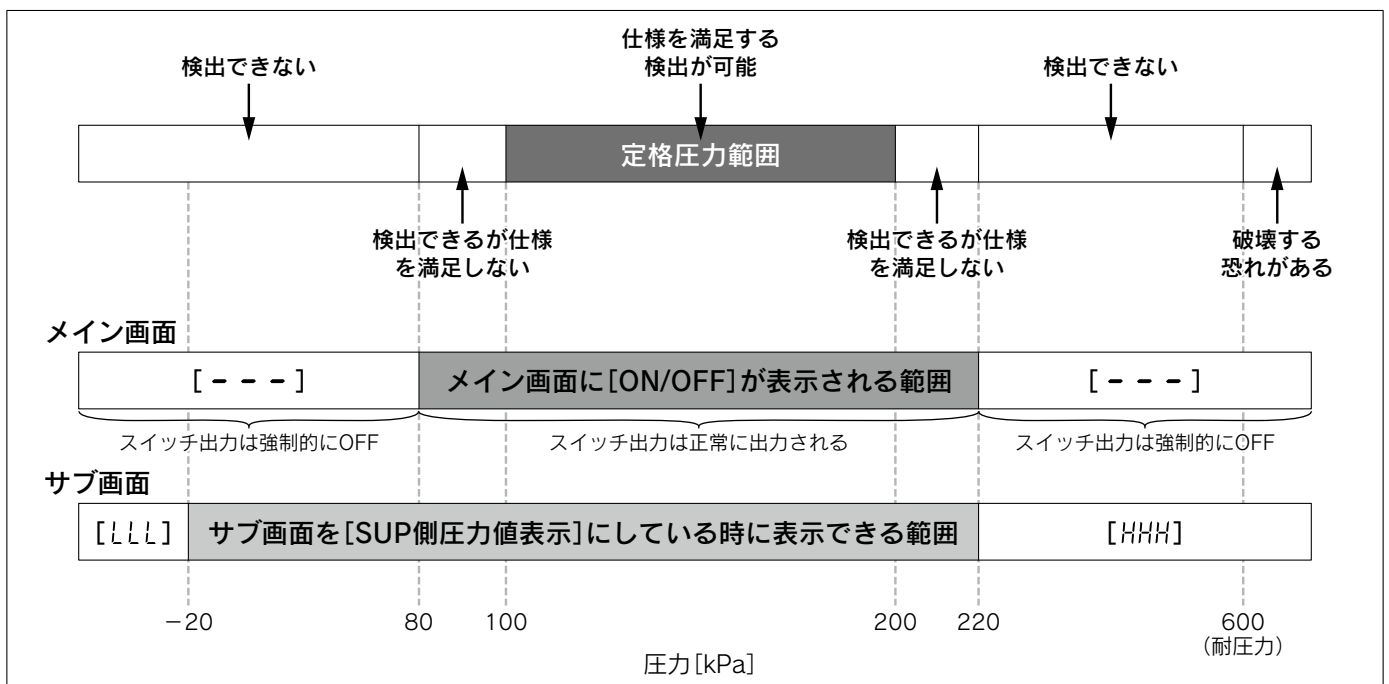 仕様を満足する
検出が可能
検出できない
検出できない
定格圧力範囲
検出できるが仕様
を満足しない
検出できるが仕様
を満足しない
破壊する
恐れがある
メイン画面
[---]
メイン画面に[ON/OFF]が表示される範囲
[---]
スイッチ出力は強制的にOFF
スイッチ出力は正常に出力される
スイッチ出力は強制的にOFF
サブ画面
[LLL]
サブ画面を[SUP側圧力値表示]にしている時に表示できる範囲
[HHH]
−20
80
100
200
220
600
(耐圧力)
圧力[kPa]